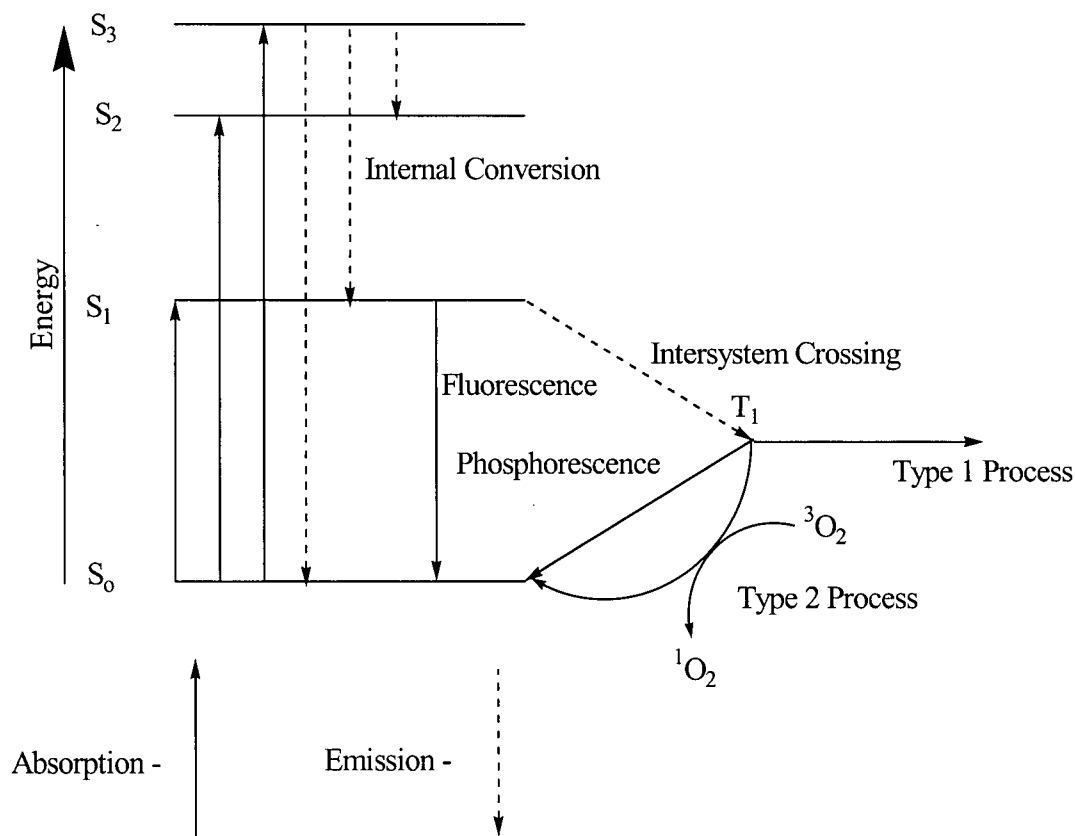 S₃
S₂
Internal Conversion
Energy
S₁
Intersystem Crossing
Fluorescence
T₁
Phosphorescence
Type 1 Process
³O₂
S₀
Type 2 Process
¹O₂
Absorption -
Emission -